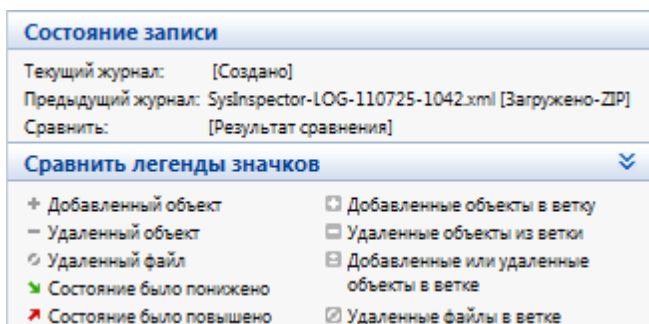 Состояние записи
Текущий журнал: [Создано]
Предыдущий журнал: SysInspector-LOG-110725-1042.xml [Загружено-ZIP]
Сравнить: [Результат сравнения]
Сравнить легенды значков
Добавленный объект
Удаленный объект
Удаленный файл
Состояние было понижено
Состояние было повышено
Добавленные объекты в ветку
Удаленные объекты из ветки
Добавленные или удаленные
объекты в ветке
Удаленные файлы в ветке